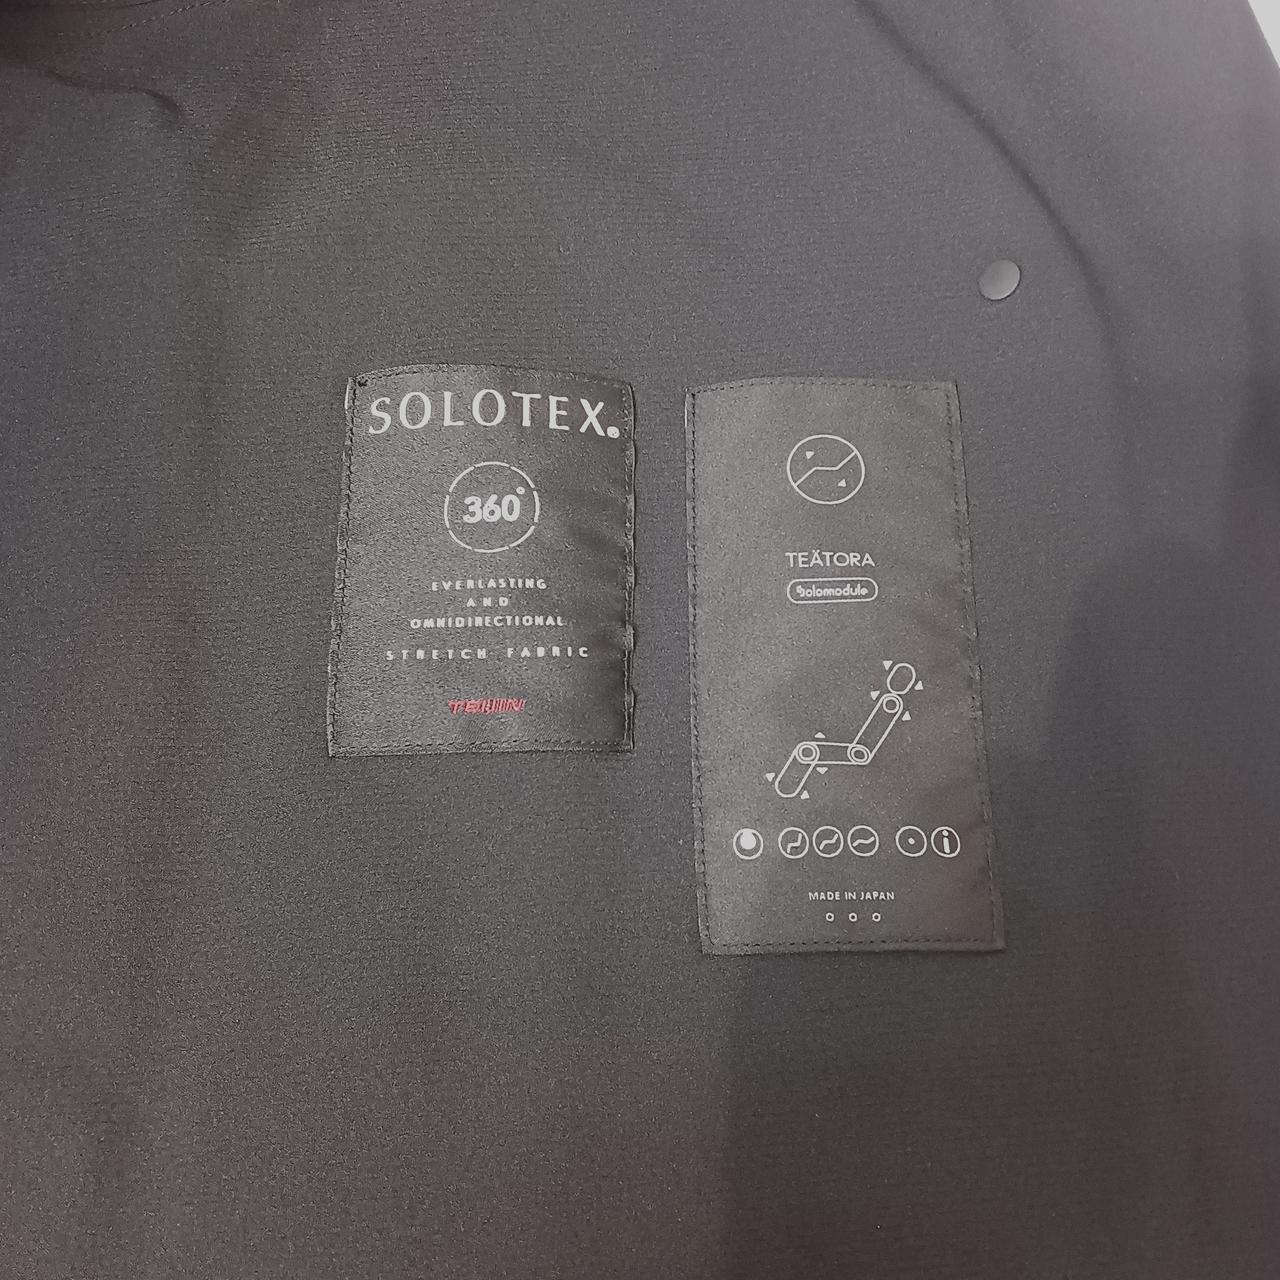 SOLOTEX®
360°
EVERLASTING
AND
OMNIDIRECTIONAL
STRETCH FABRIC
TEIJIN
TEÄTORA
Solomodule
i
MADE IN JAPAN